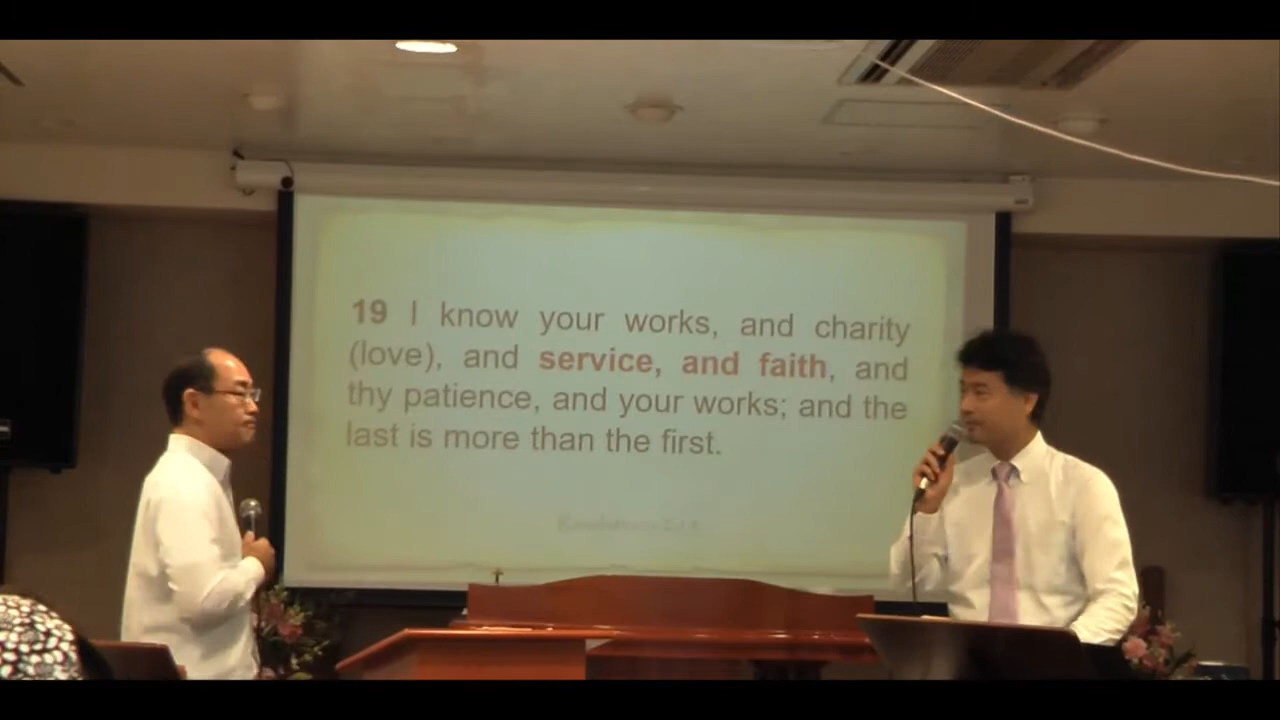 19 I know your works, and charity
(love), and service, and faith, and
thy patience, and your works; and the
last is more than the first.